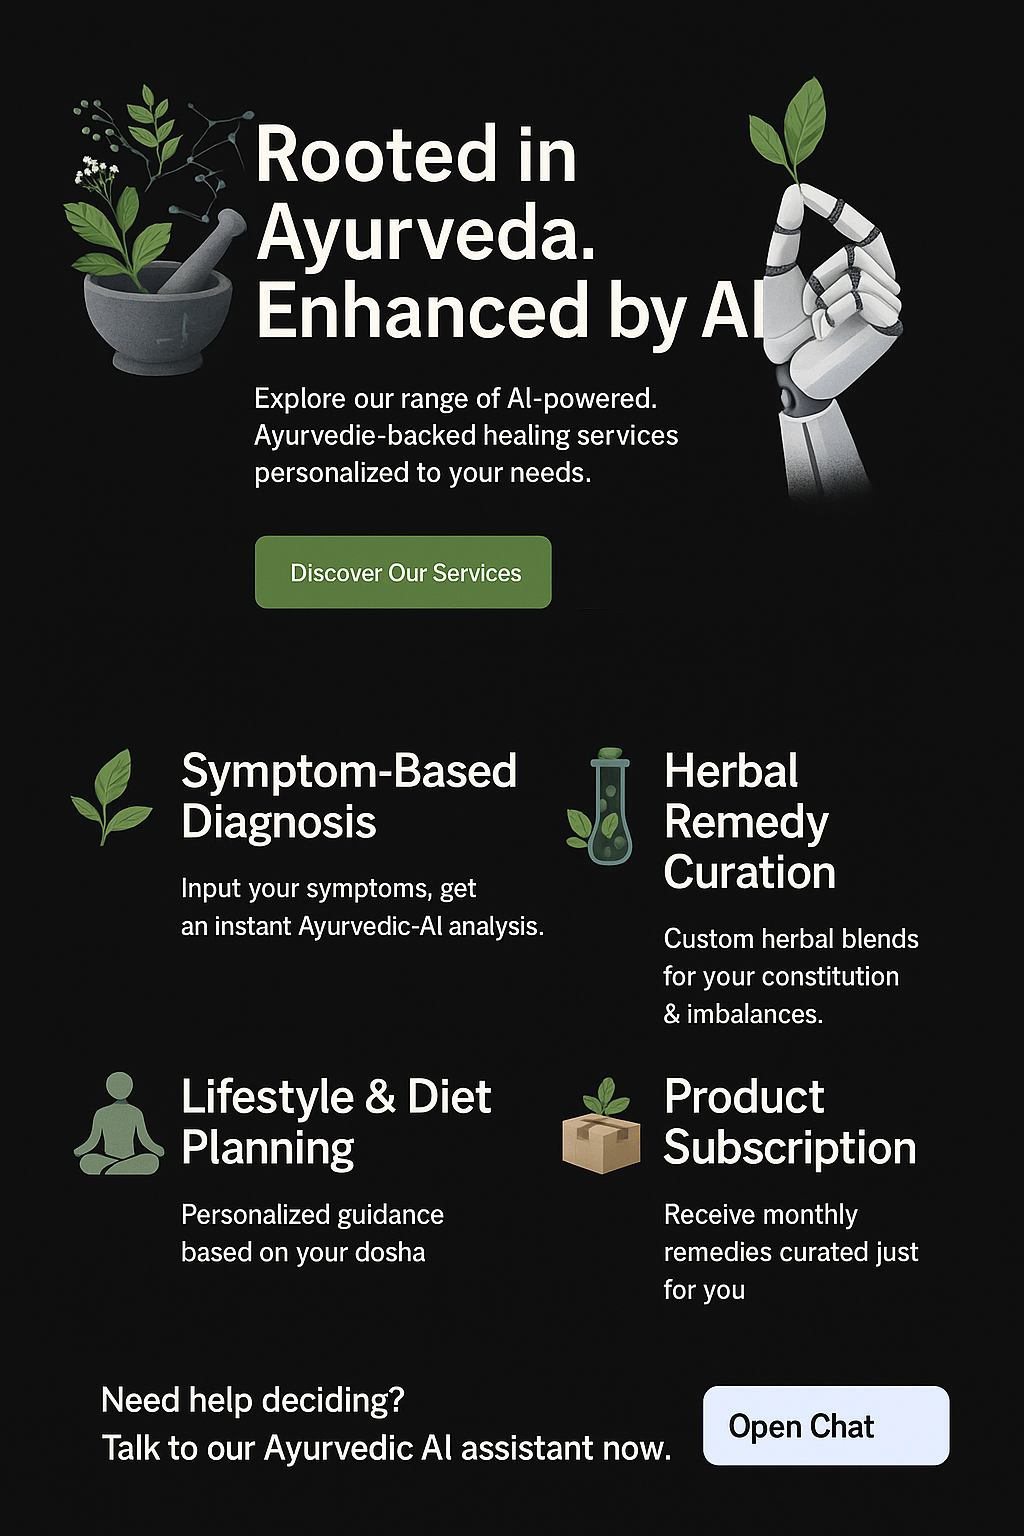 Rooted in
Ayurveda.
Enhanced by AI
Explore our range of AI-powered.
Ayurvedie-backed healing services
personalized to your needs.
Discover Our Services
Symptom-Based
Diagnosis
Input your symptoms, get
an instant Ayurvedic-AI analysis.
Herbal
Remedy
Curation
Custom herbal blends
for your constitution
& imbalances.
Lifestyle & Diet
Planning
Personalized guidance
based on your dosha
Product
Subscription
Receive monthly
remedies curated just
for you
Need help deciding?
Talk to our Ayurvedic AI assistant now.
Open Chat